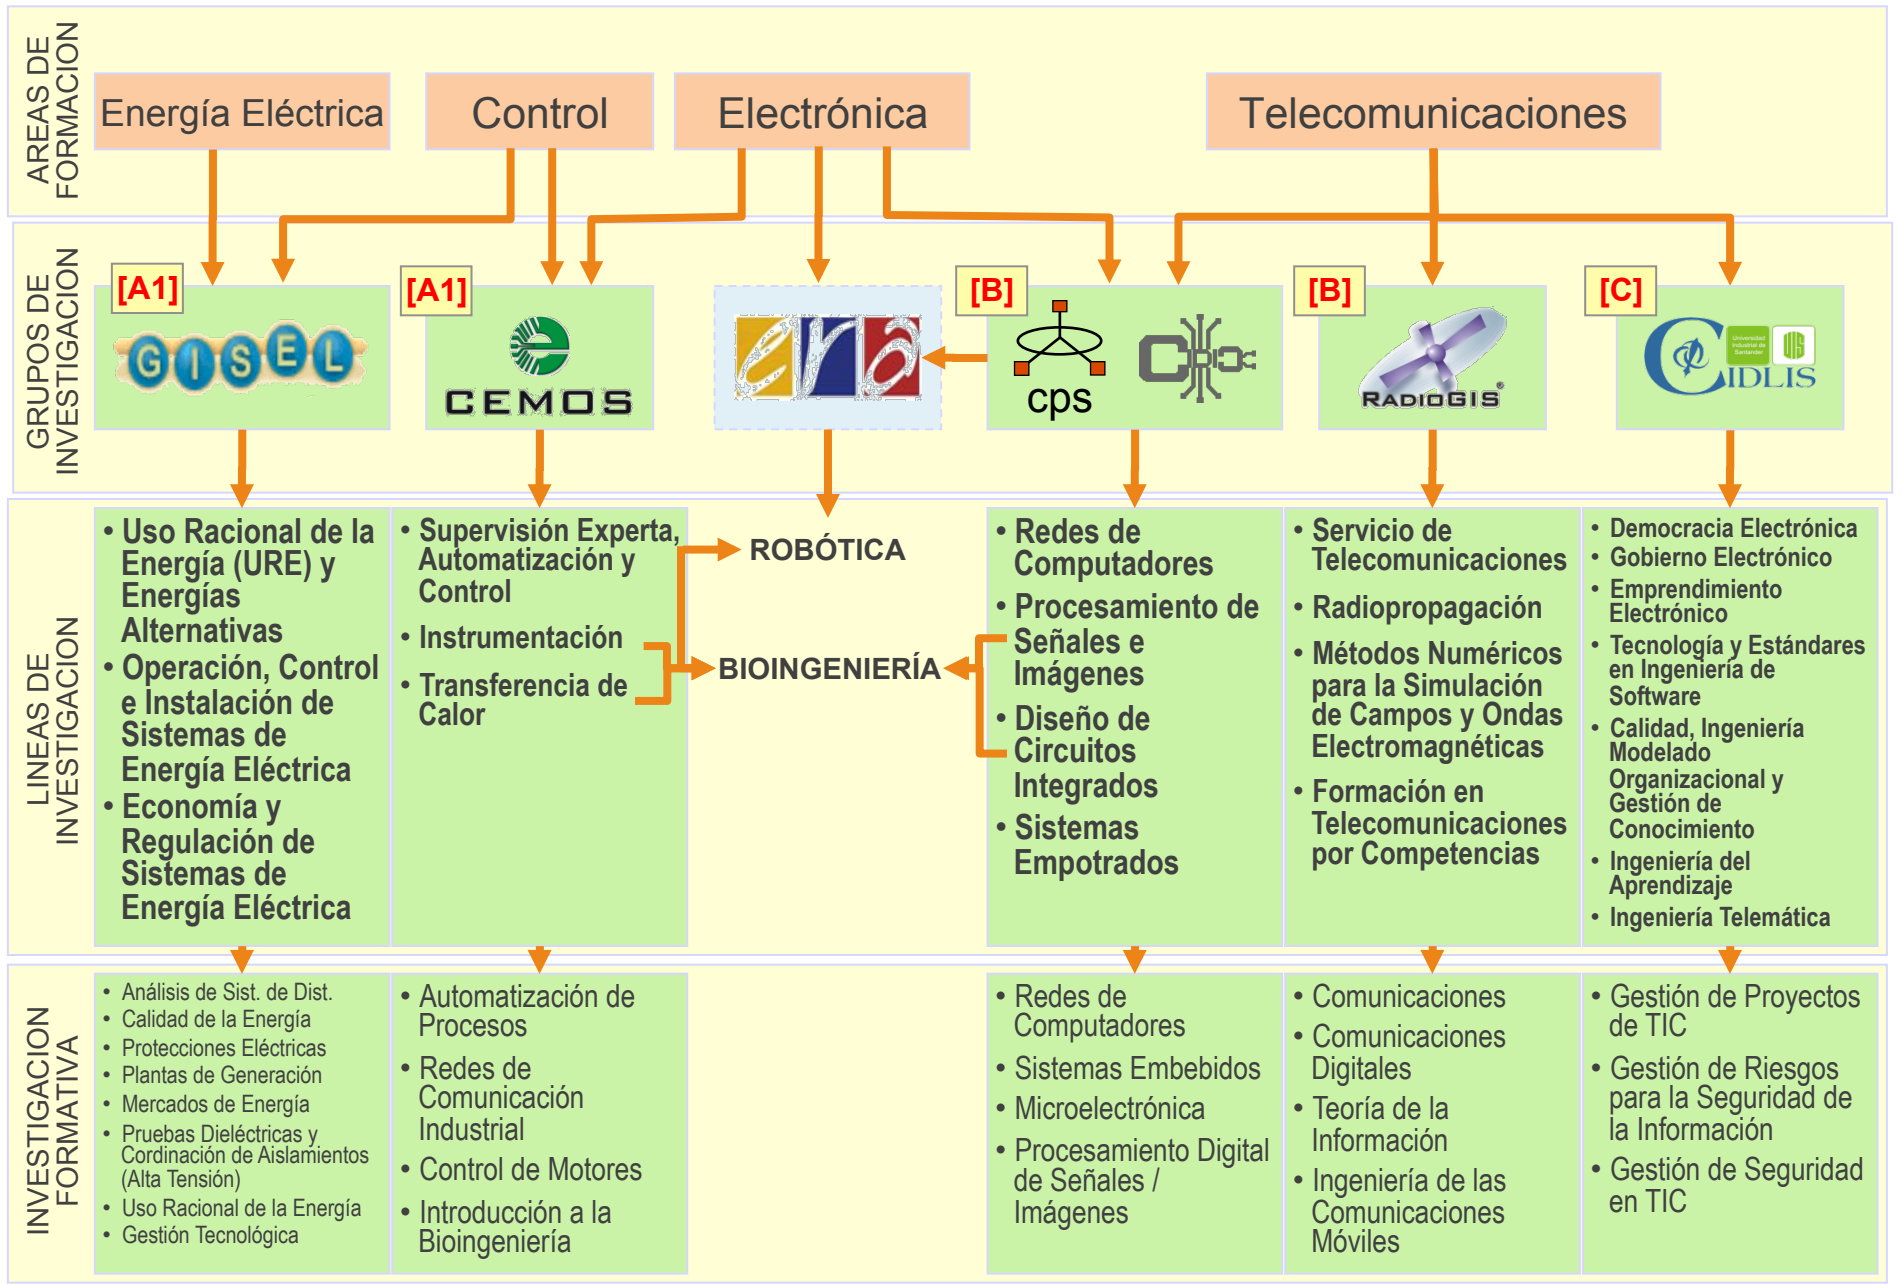 AREAS DE
FORMACION
Energía Eléctrica
Control
Electrónica
Telecomunicaciones
GRUPOS DE
INVESTIGACION
[A1]
GISEL
[A1]
CEMOS
era
[B]
cps
[B]
RADIOGIS®
[C]
CIDLIS
Universidad
Industrial de
Santander
UIS
LINEAS DE
INVESTIGACION
• Uso Racional de la
Energía (URE) y
Energías
Alternativas
• Operación, Control
e Instalación de
Sistemas de
Energía Eléctrica
• Economía y
Regulación de
Sistemas de
Energía Eléctrica
• Supervisión Experta,
Automatización y
Control
• Instrumentación
• Transferencia de
Calor
ROBÓTICA
BIOINGENIERÍA
• Redes de
Computadores
• Procesamiento de
Señales e
Imágenes
• Diseño de
Circuitos
Integrados
• Sistemas
Empotrados
• Servicio de
Telecomunicaciones
• Radiopropagación
• Métodos Numéricos
para la Simulación
de Campos y Ondas
Electromagnéticas
• Formación en
Telecomunicaciones
por Competencias
• Democracia Electrónica
• Gobierno Electrónico
• Emprendimiento
Electrónico
• Tecnología y Estándares
en Ingeniería de
Software
• Calidad, Ingeniería
Modelado
Organizacional y
Gestión de
Conocimiento
• Ingeniería del
Aprendizaje
• Ingeniería Telemática
INVESTIGACION
FORMATIVA
• Análisis de Sist. de Dist.
• Calidad de la Energía
• Protecciones Eléctricas
• Plantas de Generación
• Mercados de Energía
• Pruebas Dieléctricas y
Cordinación de Aislamientos
(Alta Tensión)
• Uso Racional de la Energía
• Gestión Tecnológica
• Automatización de
Procesos
• Redes de
Comunicación
Industrial
• Control de Motores
• Introducción a la
Bioingeniería
• Redes de
Computadores
• Sistemas Embebidos
• Microelectrónica
• Procesamiento Digital
de Señales /
Imágenes
• Comunicaciones
• Comunicaciones
Digitales
• Teoría de la
Información
• Ingeniería de las
Comunicaciones
Móviles
• Gestión de Proyectos
de TIC
• Gestión de Riesgos
para la Seguridad de
la Información
• Gestión de Seguridad
en TIC